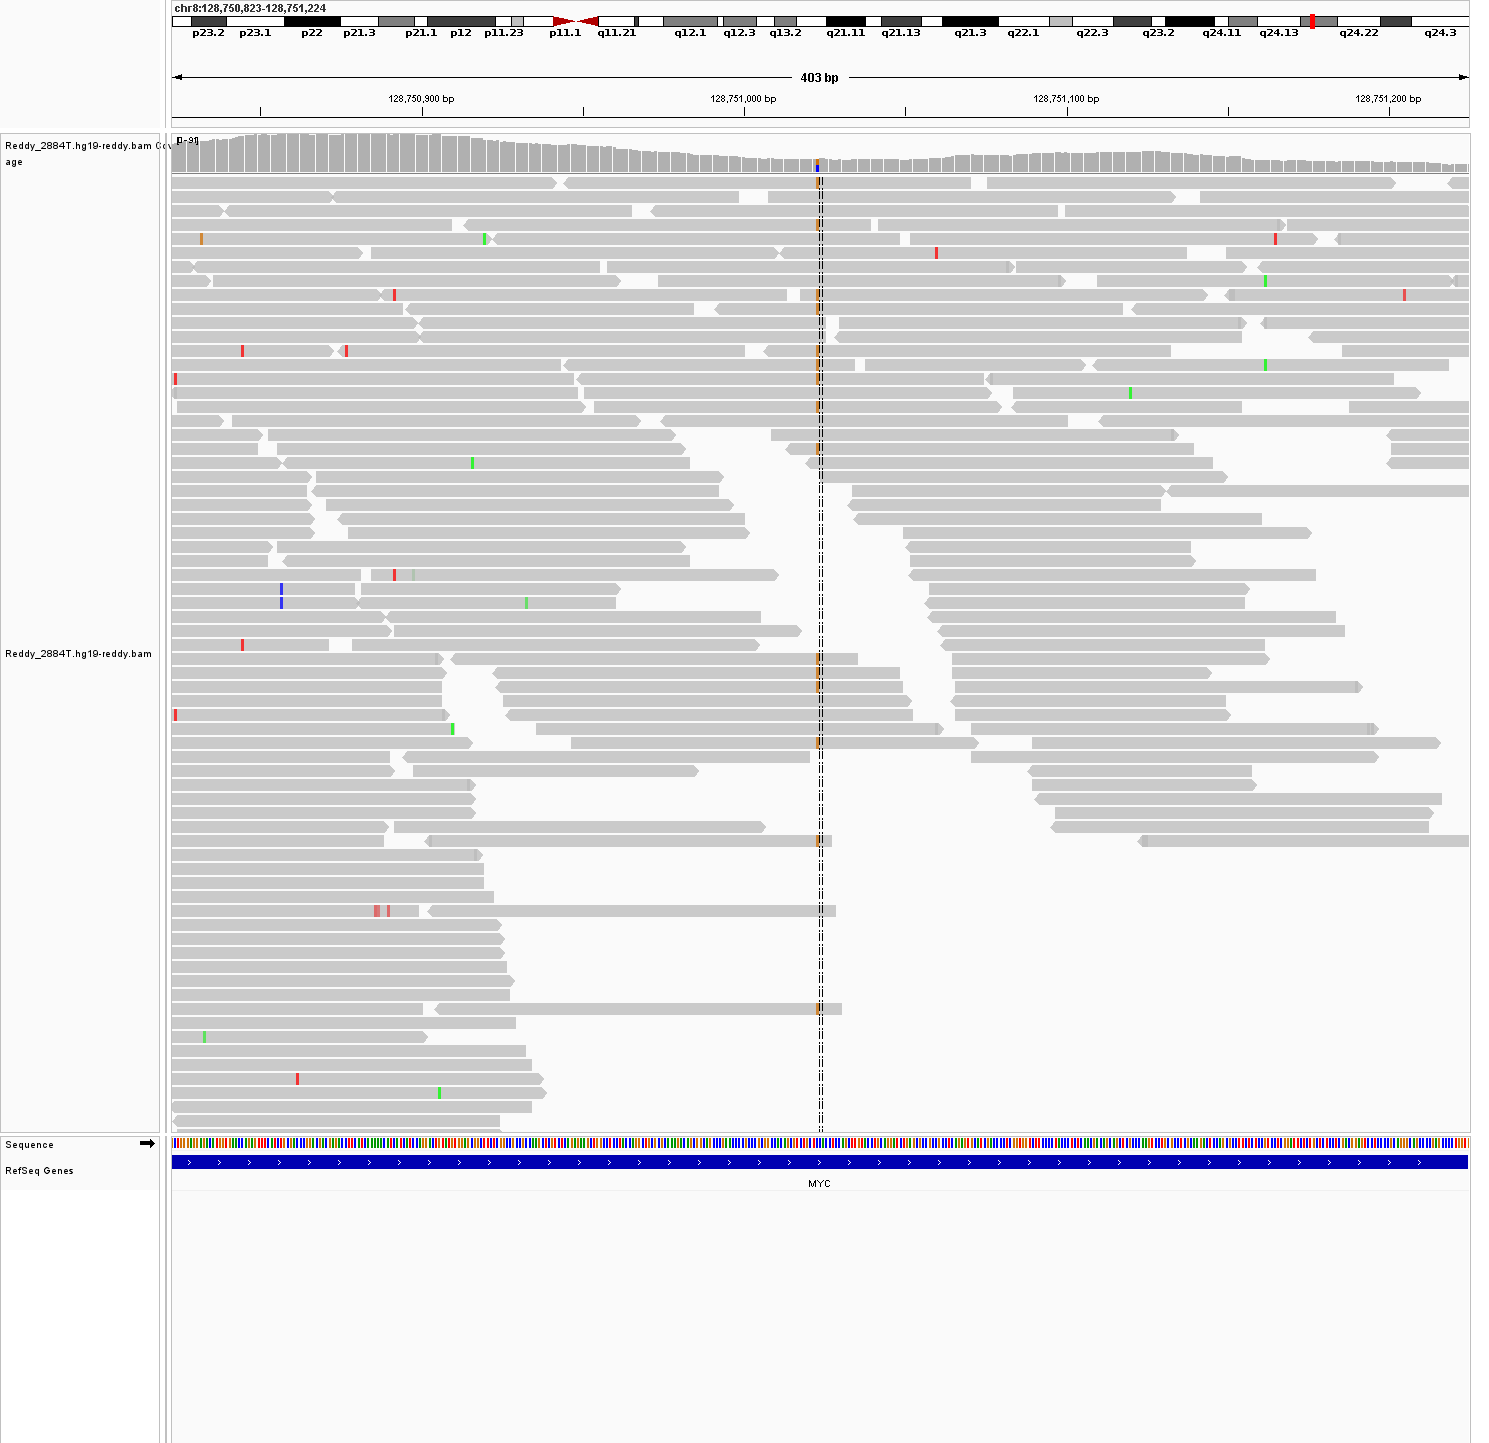 chr8:128,750,823-128,751,224
p23.2 p23.1 p22 p21.3 p21.1 p12 p11.23 p11.1 q11.21 q12.1 q12.3 q13.2 q21.11 q21.13 q21.3 q22.1 q22.3 q23.2 q24.11 q24.13 q24.22 q24.3
403 bp
128,750,900 bp 128,751,000 bp 128,751,100 bp 128,751,200 bp
Reddy_2884T.hg19-reddy.bam Cov
age
Reddy_2884T.hg19-reddy.bam
Sequence
RefSeq Genes
MYC